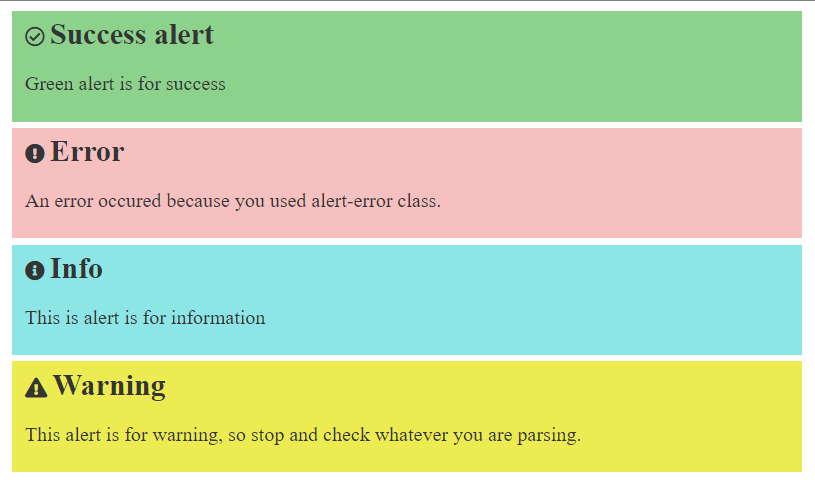 Success alert
Green alert is for success
Error
An error occured because you used alert-error class.
Info
This is alert is for information
Warning
This alert is for warning, so stop and check whatever you are parsing.